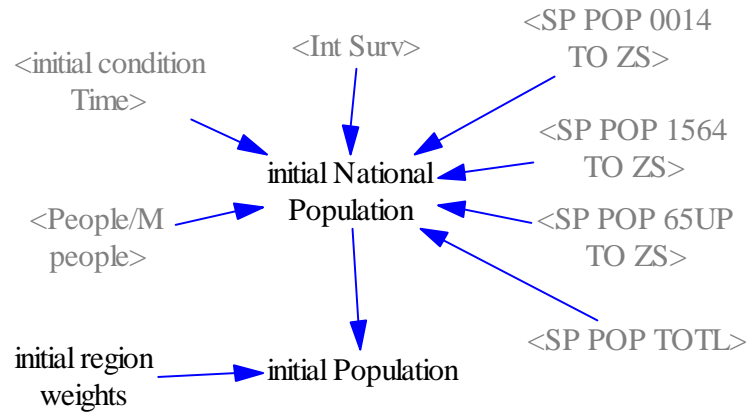 <SP POP 0014
TO ZS>
<Int Surv>
<initial condition
Time>
<SP POP 1564
TO ZS>
initial National
Population
<People/M
people>
<SP POP 65UP
TO ZS>
<SP POP TOTL>
initial region
weights
initial Population